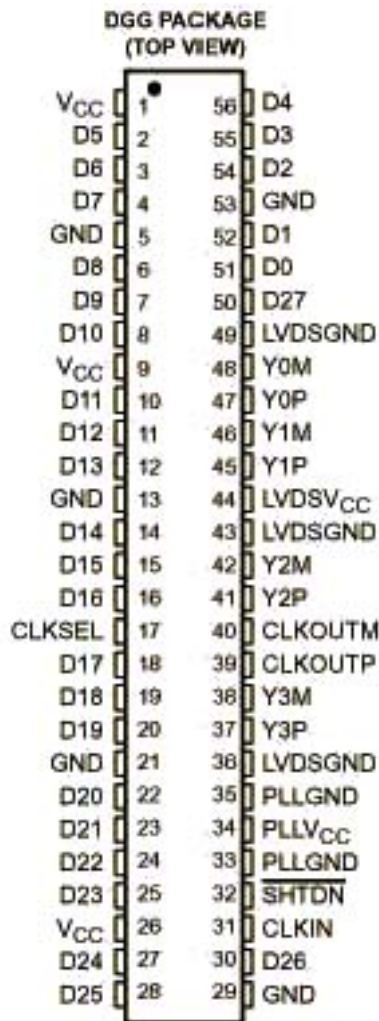 DGG PACKAGE
(TOP VIEW)
VCC 1 56 D4
D5 2 55 D3
D6 3 54 D2
D7 4 53 GND
GND 5 52 D1
D8 6 51 D0
D9 7 50 D27
D10 8 49 LVDSGND
VCC 9 48 Y0M
D11 10 47 Y0P
D12 11 46 Y1M
D13 12 45 Y1P
GND 13 44 LVDSVCC
D14 14 43 LVDSGND
D15 15 42 Y2M
D16 16 41 Y2P
CLKSEL 17 40 CLKOUTM
D17 18 39 CLKOUTP
D18 19 38 Y3M
D19 20 37 Y3P
GND 21 36 LVDSGND
D20 22 35 PLLGND
D21 23 34 PLLVCC
D22 24 33 PLLGND
D23 25 32 SHTDN
VCC 26 31 CLKIN
D24 27 30 D26
D25 28 29 GND